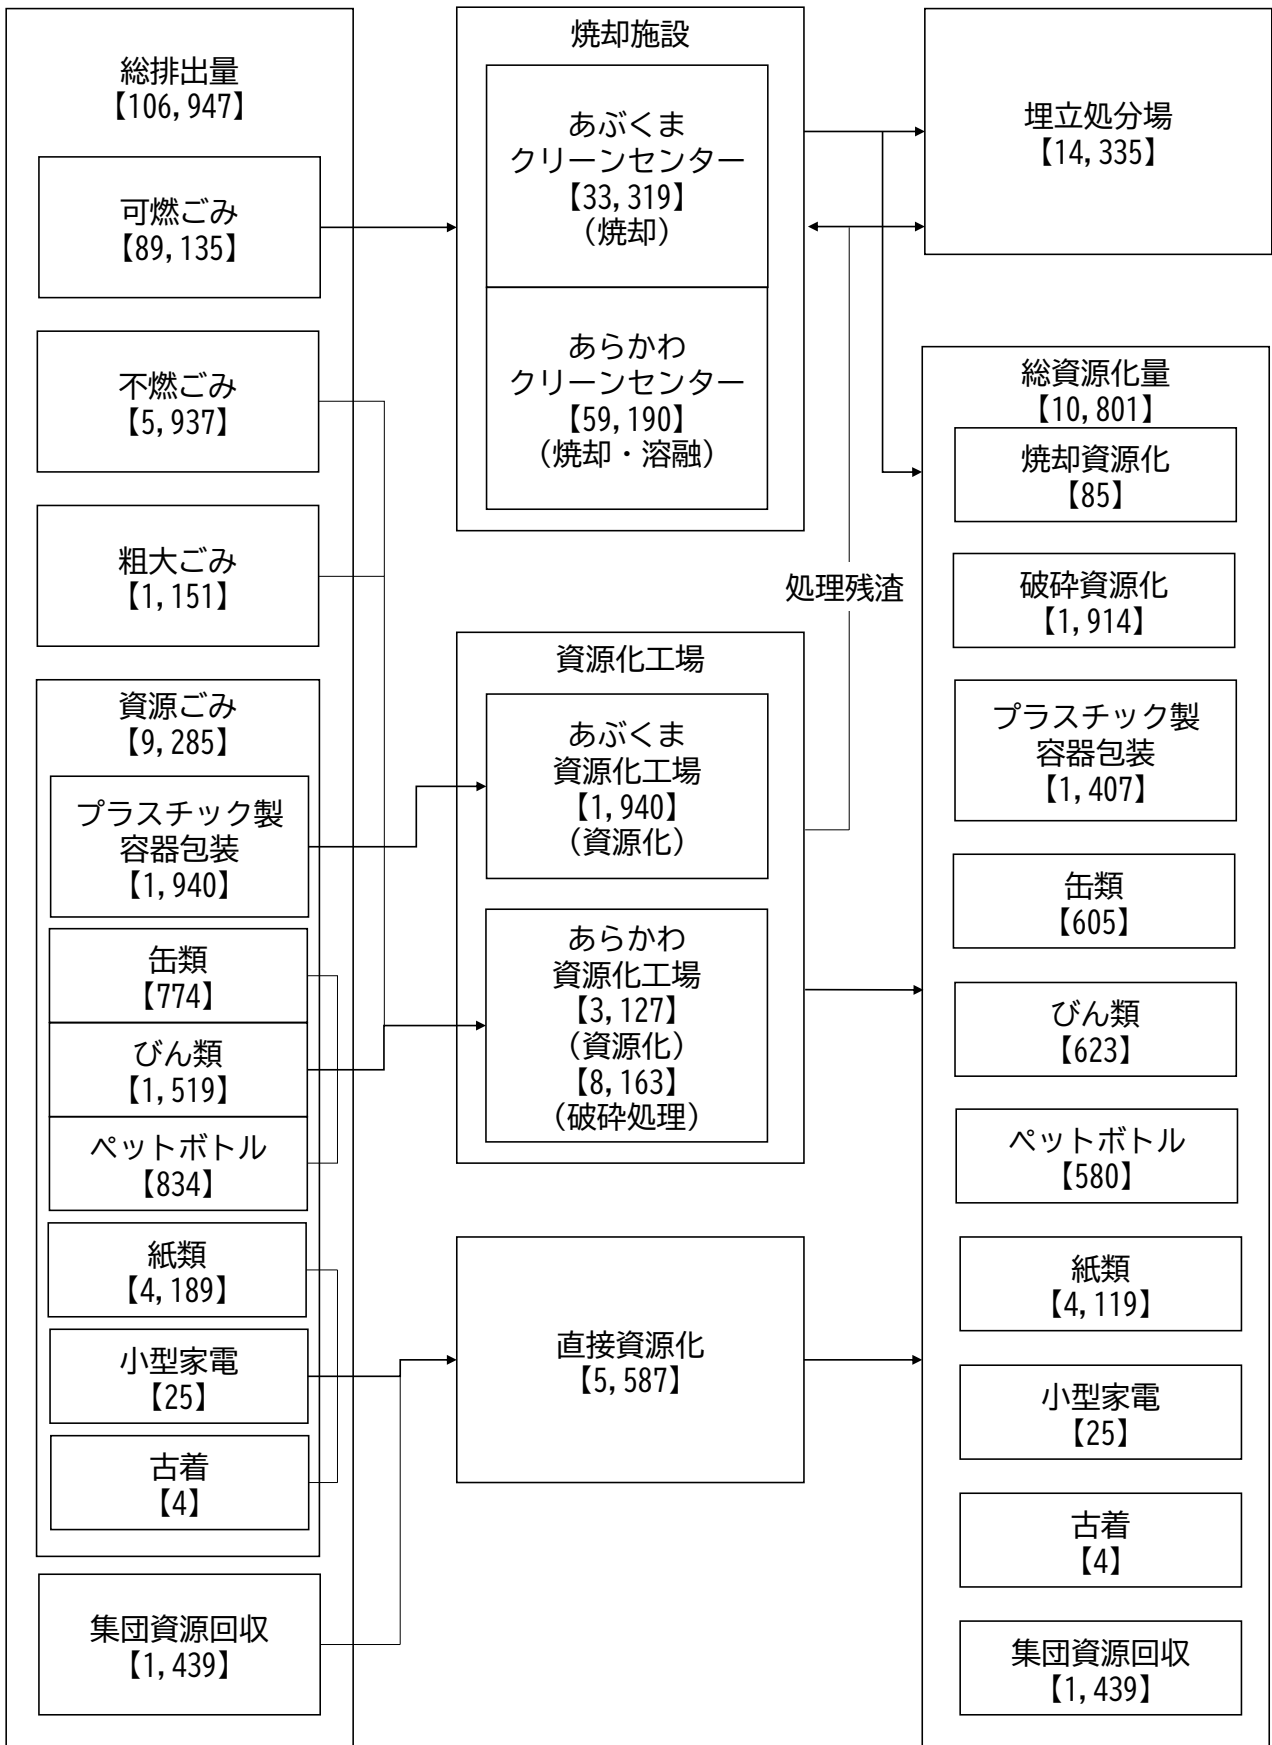 総排出量
【106,947】
可燃ごみ
【89,135】
不燃ごみ
【5,937】
粗大ごみ
【1,151】
資源ごみ
【9,285】
プラスチック製
容器包装
【1,940】
缶類
【774】
びん類
【1,519】
ペットボトル
【834】
紙類
【4,189】
小型家電
【25】
古着
【4】
集団資源回収
【1,439】
焼却施設
あぶくま
クリーンセンター
【33,319】
（焼却）
あらかわ
クリーンセンター
【59,190】
（焼却・溶融）
処理残渣
資源化工場
あぶくま
資源化工場
【1,940】
（資源化）
あらかわ
資源化工場
【3,127】
（資源化）
【8,163】
（破砕処理）
直接資源化
【5,587】
埋立処分場
【14,335】
総資源化量
【10,801】
焼却資源化
【85】
破砕資源化
【1,914】
プラスチック製
容器包装
【1,407】
缶類
【605】
びん類
【623】
ペットボトル
【580】
紙類
【4,119】
小型家電
【25】
古着
【4】
集団資源回収
【1,439】